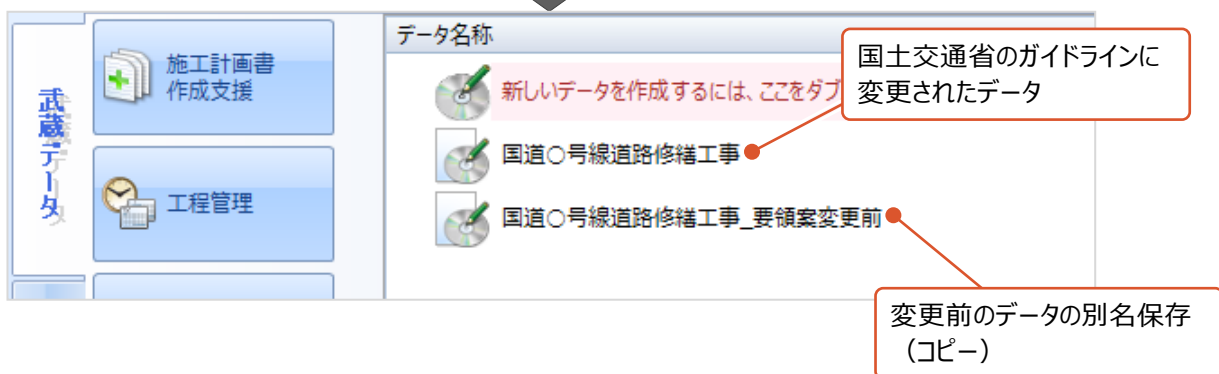 武蔵データ
施工計画書
作成支援
工程管理
データ名称
新しいデータを作成するには、ここをダブ
国道○号線道路修繕工事
国道○号線道路修繕工事_要領案変更前
国土交通省のガイドラインに
変更されたデータ
変更前のデータの別名保存
（コピー）